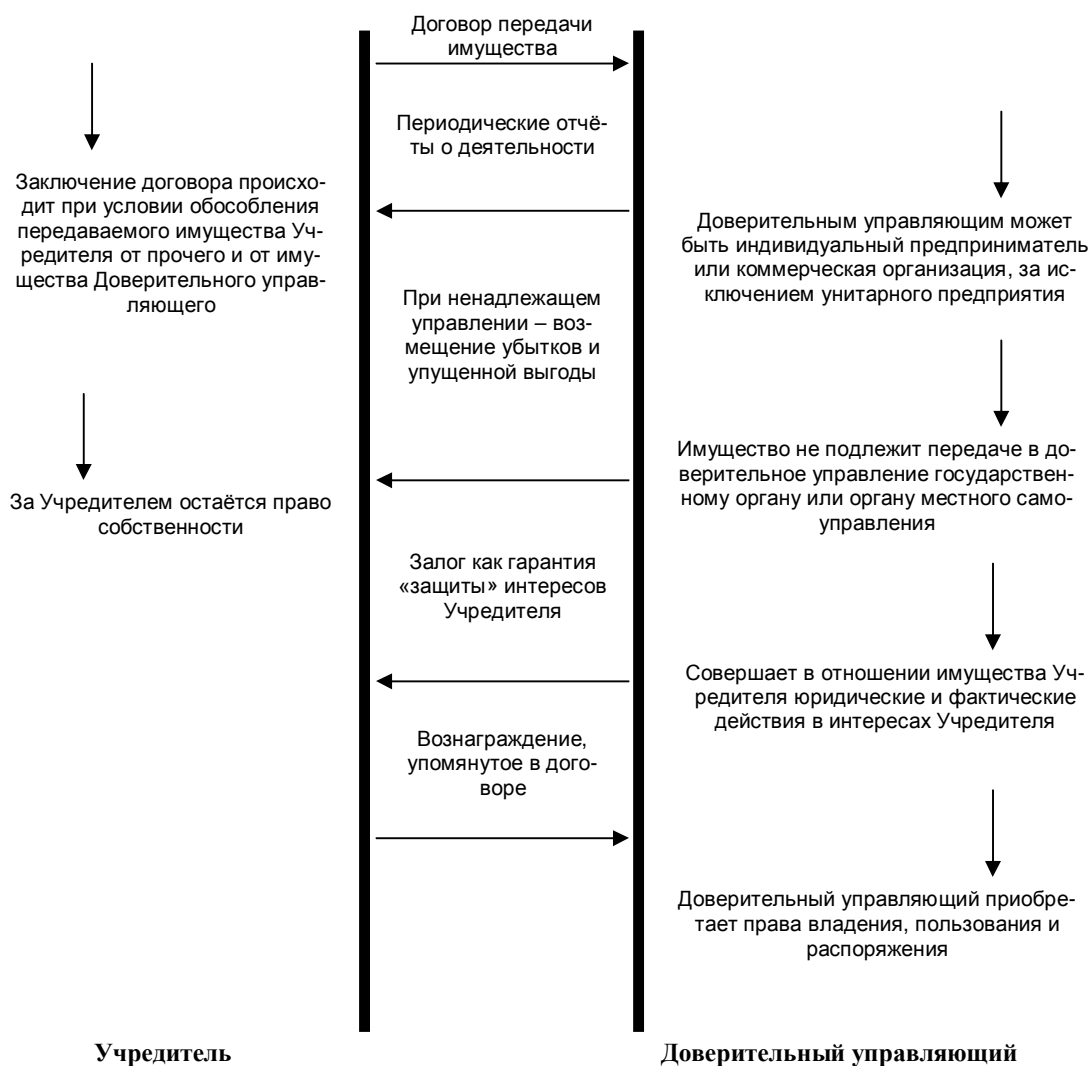 Договор передачи
имущества
Периодические отчё-
ты о деятельности
Заключение договора происхо-
дит при условии обособления
передаваемого имущества Уч-
редителя от прочего и от иму-
щества Доверительного управ-
ляющего
Доверительным управляющим может
быть индивидуальный предприниматель
или коммерческая организация, за ис-
ключением унитарного предприятия
При ненадлежащем
управлении – воз-
мещение убытков и
упущенной выгоды
Имущество не подлежит передаче в до-
верительное управление государствен-
ному органу или органу местного само-
управления
За Учредителем остаётся право
собственности
Залог как гарантия
«защиты» интересов
Учредителя
Совершает в отношении имущества Уч-
редителя юридические и фактические
действия в интересах Учредителя
Вознаграждение,
упомянутое в дого-
воре
Доверительный управляющий приобре-
тает права владения, пользования и
распоряжения
Учредитель
Доверительный управляющий